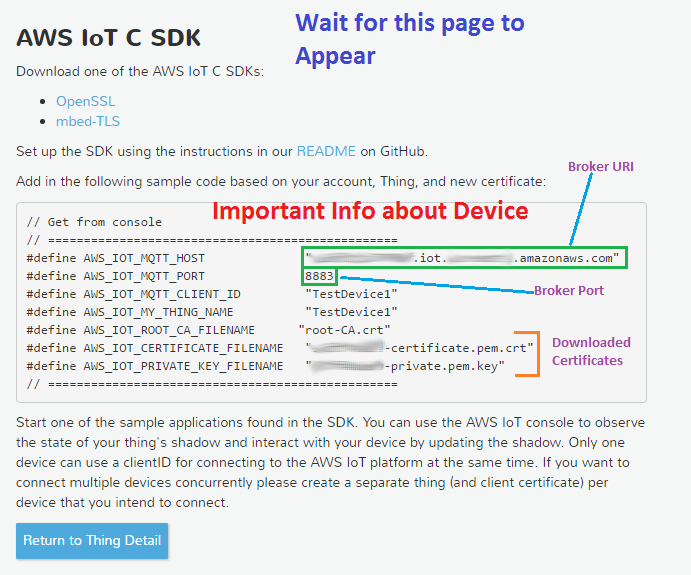 AWS IoT C SDK
Wait for this page to
Appear
Download one of the AWS IoT C SDKs:
OpenSSL
mbed-TLS
Set up the SDK using the instructions in our README on GitHub.
Broker URI
Add in the following sample code based on your account, Thing, and new certificate:
Important Info about Device
// Get from console
// =================================================
#define AWS_IOT_MQTT_HOST ".iot..amazonaws.com"
#define AWS_IOT_MQTT_PORT 8883
Broker Port
#define AWS_IOT_MQTT_CLIENT_ID "TestDevice1"
#define AWS_IOT_MY_THING_NAME "TestDevice1"
#define AWS_IOT_ROOT_CA_FILENAME "root-CA.crt"
#define AWS_IOT_CERTIFICATE_FILENAME "-certificate.pem.crt"
#define AWS_IOT_PRIVATE_KEY_FILENAME "-private.pem.key"
Downloaded
Certificates
// =================================================
Start one of the sample applications found in the SDK. You can use the AWS IoT console to observe
the state of your thing's shadow and interact with your device by updating the shadow. Only one
device can use a clientID for connecting to the AWS IoT platform at the same time. If you want to
connect multiple devices concurrently please create a separate thing (and client certificate) per
device that you intend to connect.
Return to Thing Detail